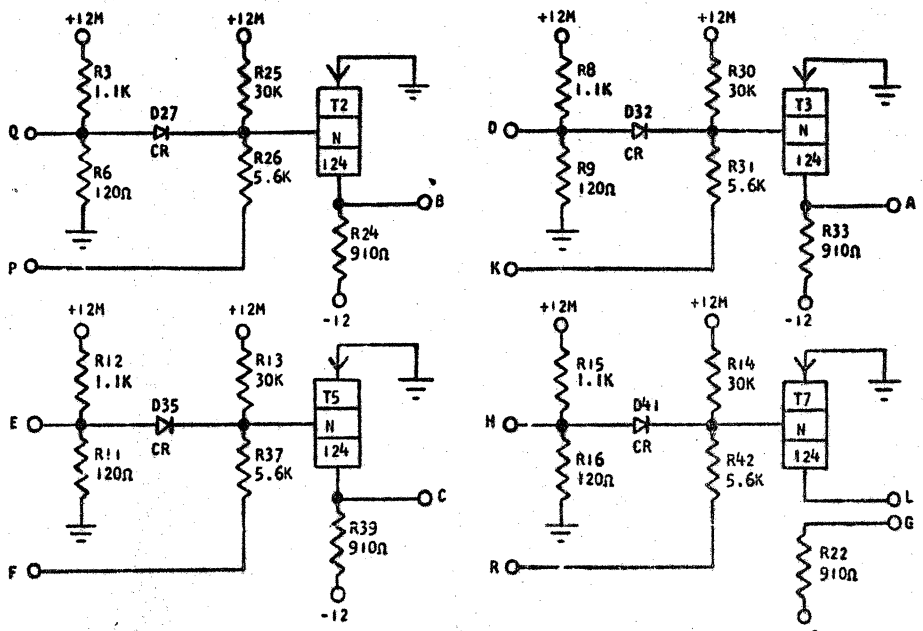 +12M
+12M
R3
1.1K
R25
30K
T2
N
124
Q
D27
CR
R6
120Ω
R26
5.6K
B
R24
910Ω
P
-12
+12M
+12M
R8
1.1K
R30
30K
T3
N
124
D
D32
CR
R9
120Ω
R31
5.6K
A
R33
910Ω
K
-12
+12M
+12M
R12
1.1K
R13
30K
T5
N
124
E
D35
CR
R11
120Ω
R37
5.6K
C
R39
910Ω
F
-12
+12M
+12M
R15
1.1K
R14
30K
T7
N
124
H
D41
CR
R16
120Ω
R42
5.6K
L
G
R22
910Ω
R